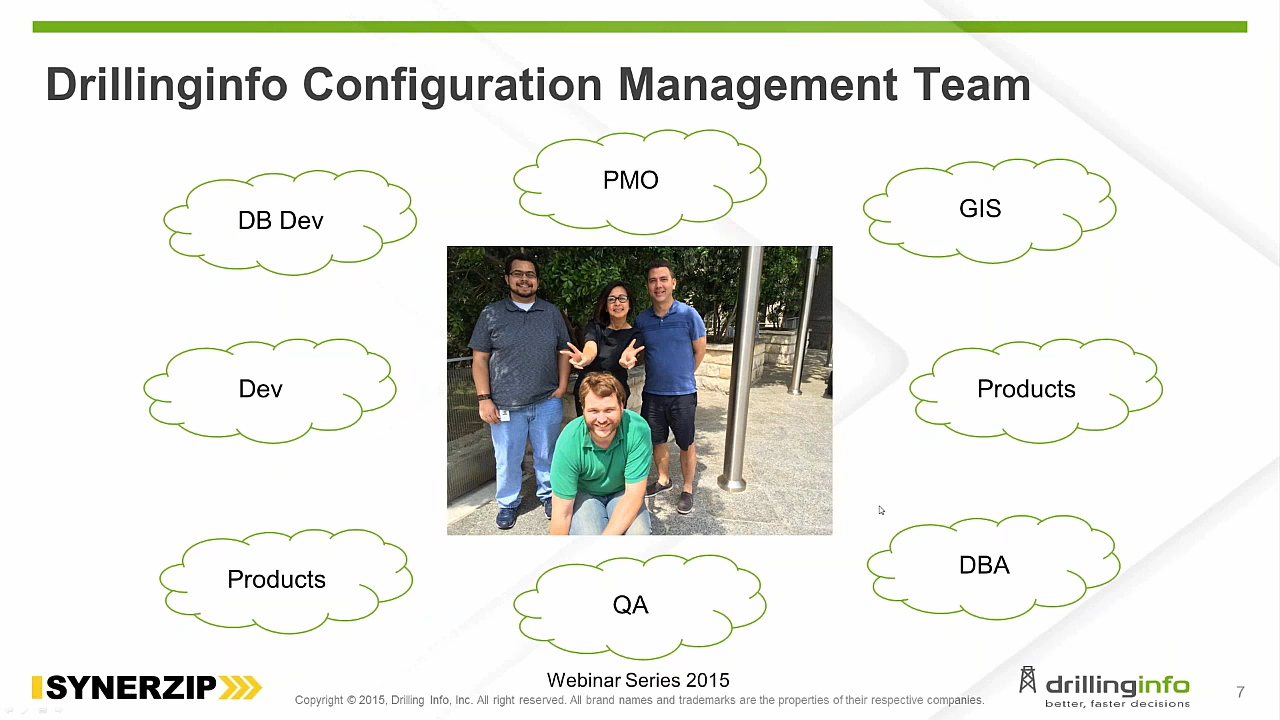 Drillinginfo Configuration Management Team
PMO
DB Dev
GIS
Dev
Products
Products
DBA
QA
SYNERZIP
Webinar Series 2015
Copyright © 2015, Drilling Info, Inc. All right reserved. All brand names and trademarks are the properties of their respective companies.
drillinginfo
better, faster decisions
7